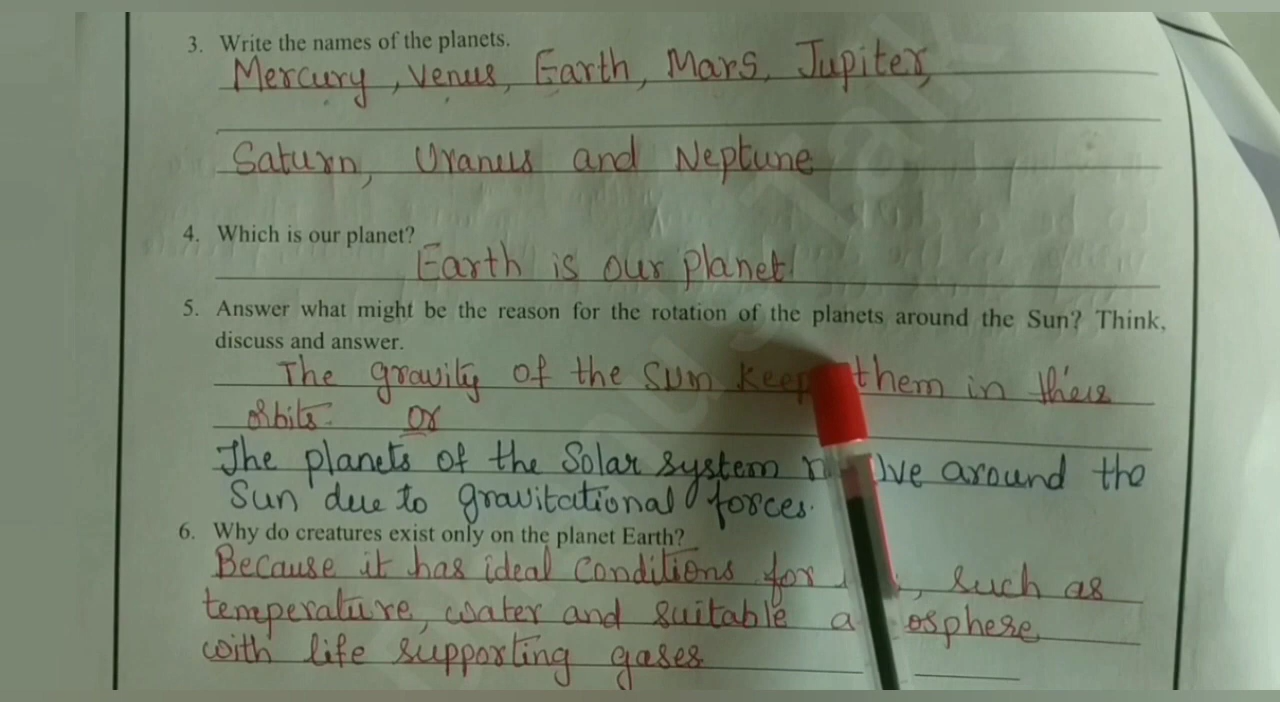 3. Write the names of the planets.
Mercury, Venus, Earth, Mars, Jupiter,
Saturn, Uranus and Neptune
4. Which is our planet?
Earth is our planet.
5. Answer what might be the reason for the rotation of the planets around the Sun? Think,
discuss and answer.
The gravity of the sun keep them in their
orbits. or
The planets of the Solar system around the
Sun due to gravitational forces.
6. Why do creatures exist only on the planet Earth?
Because it has ideal conditions for , such as
temperature, water and suitable
with life supporting gases